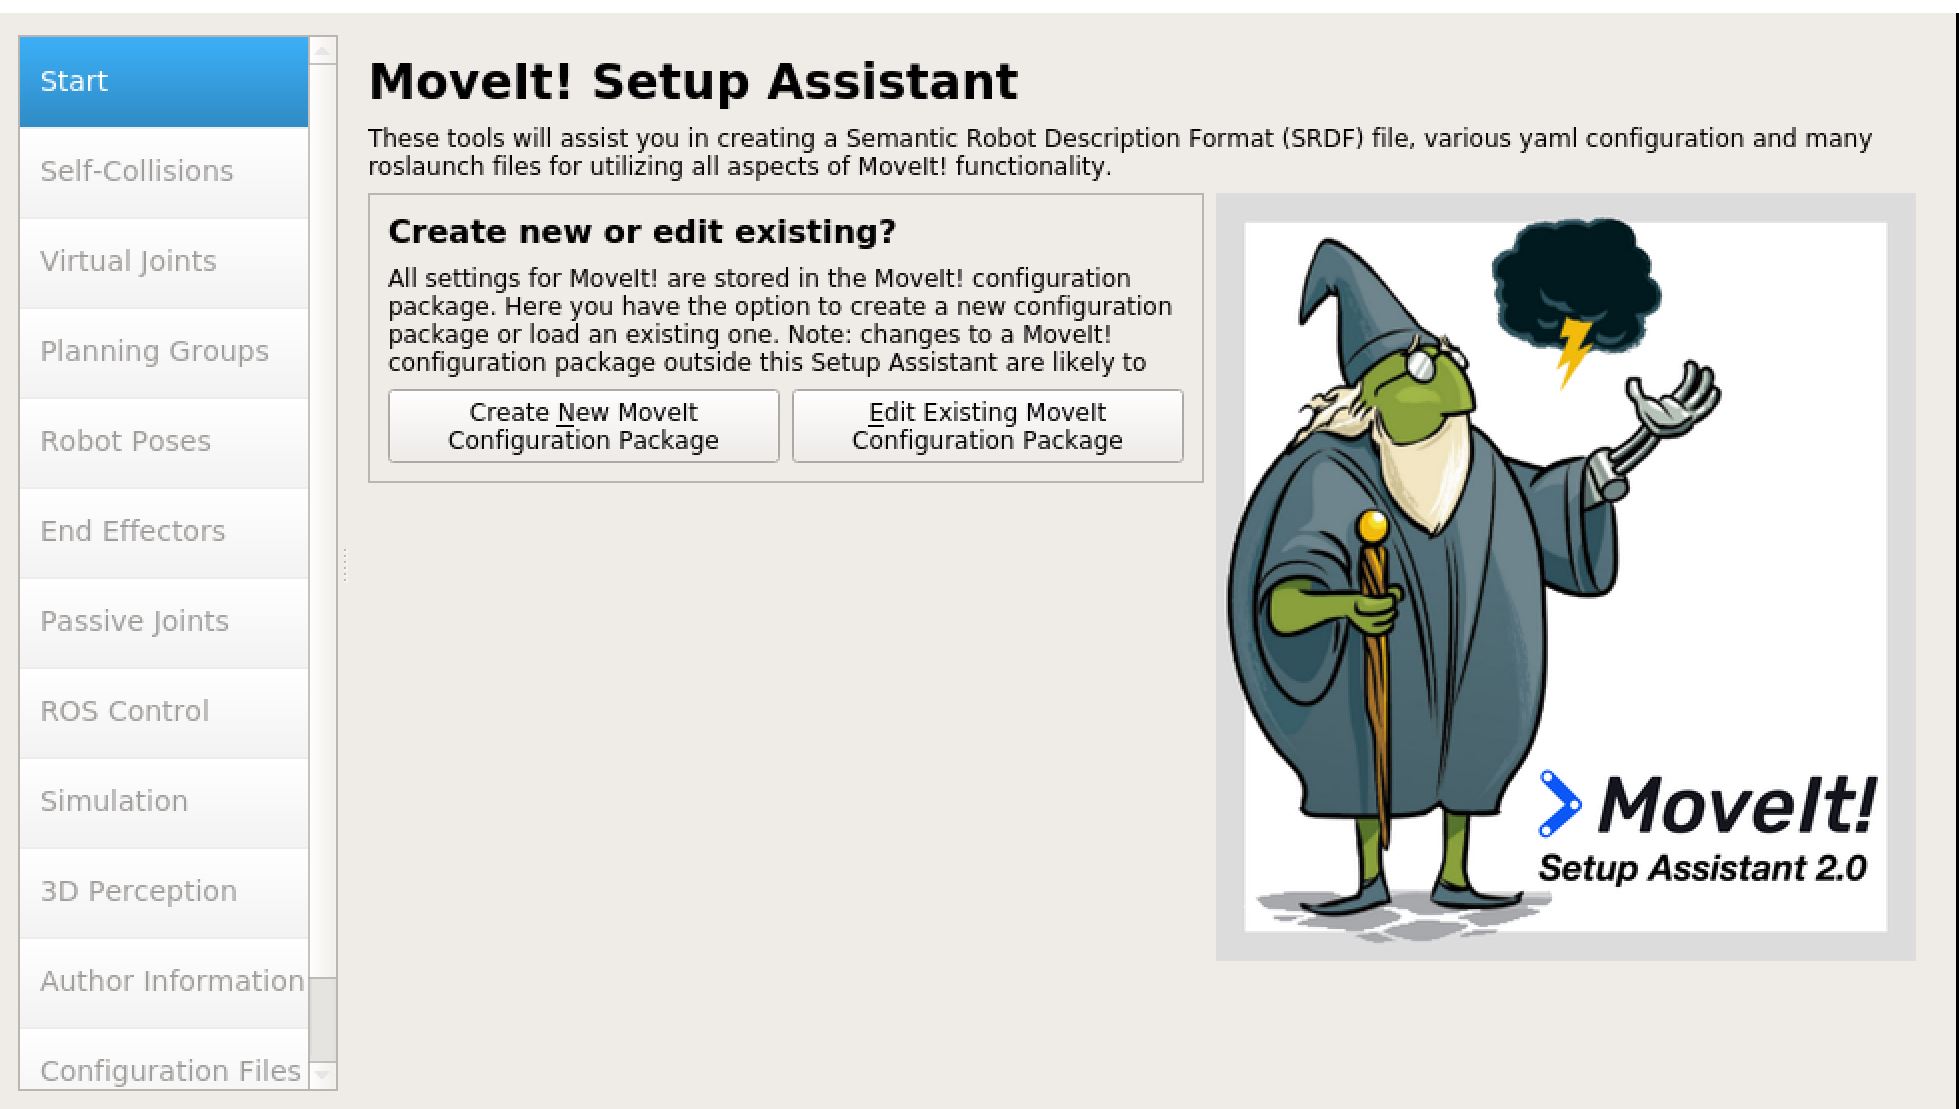 Start
Self-Collisions
Virtual Joints
Planning Groups
Robot Poses
End Effectors
Passive Joints
ROS Control
Simulation
3D Perception
Author Information
Configuration Files
MoveIt! Setup Assistant
These tools will assist you in creating a Semantic Robot Description Format (SRDF) file, various yaml configuration and many
roslaunch files for utilizing all aspects of MoveIt! functionality.
Create new or edit existing?
All settings for MoveIt! are stored in the MoveIt! configuration
package. Here you have the option to create a new configuration
package or load an existing one. Note: changes to a MoveIt!
configuration package outside this Setup Assistant are likely to
Create New MoveIt
Configuration Package
Edit Existing MoveIt
Configuration Package
MoveIt!
Setup Assistant 2.0